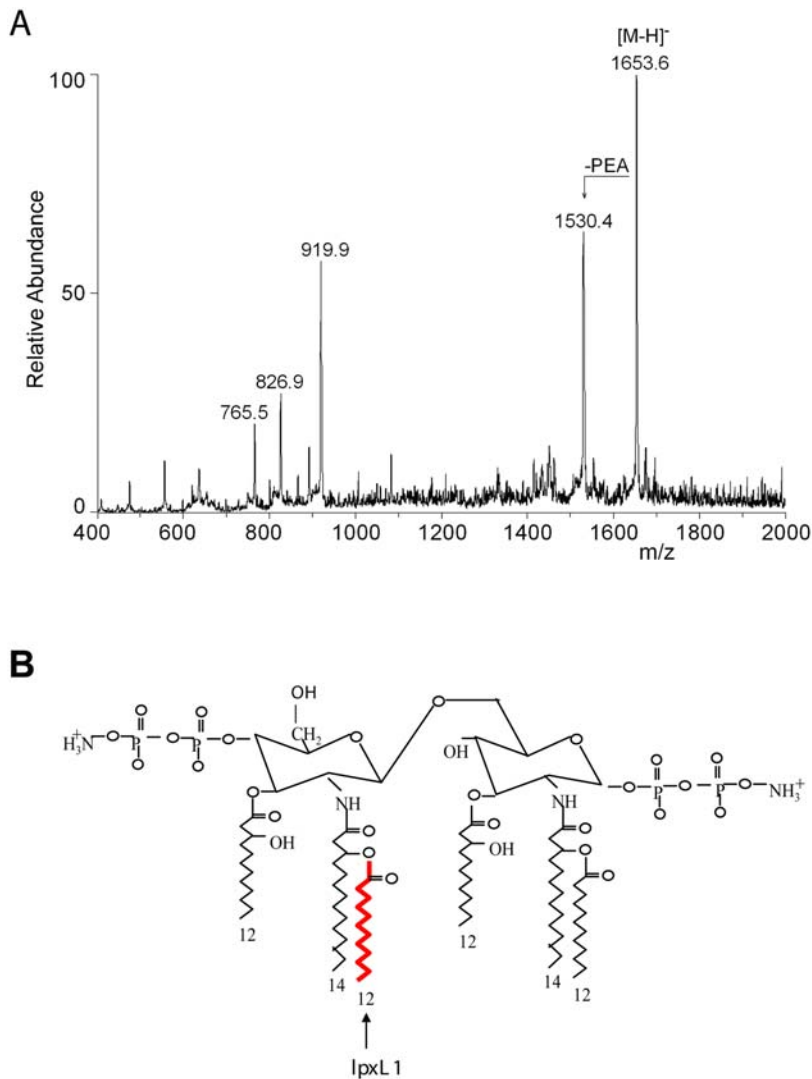 A
[M-H]-
1653.6
100
-PEA
1530.4
919.9
50
826.9
765.5
Relative Abundance
0
400 600 800 1000 1200 1400 1600 1800 2000
m/z
B
OH
CH2
O
O O
H3N+ O P P O O
O O
O
OH
O
O O
P P O NH3+
O O
O
NH
O
O
O
OH
O
NH
O
O
O
O
OH
O
O
12
14
12
12
14
12
lpxL1